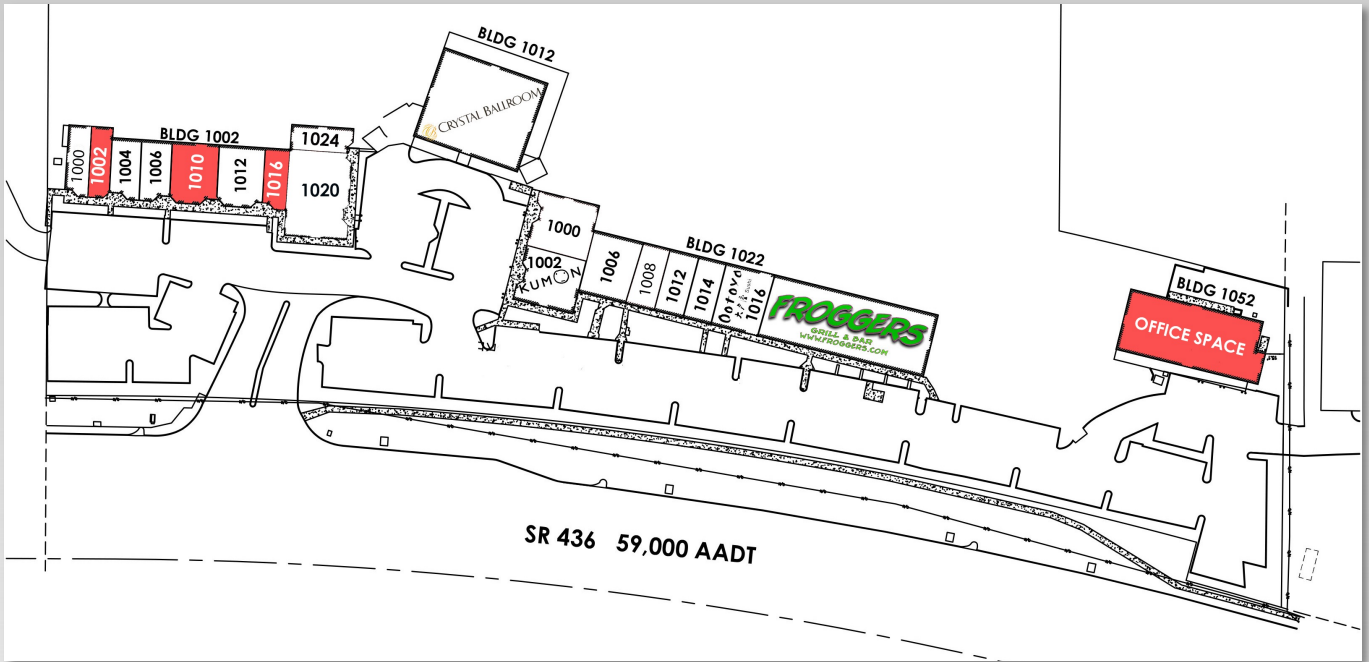 BLDG 1012
CRYSTAL BALLROOM
BLDG 1002
1000
1002
1004
1006
1010
1012
1016
1024
1020
BLDG 1022
1000
1002
KUMON
1006
1008
1012
1014
1016
FROGGERS
GRILL & BAR
WWW.FROGGERS.COM
BLDG 1052
OFFICE SPACE
SR 436 59,000 AADT